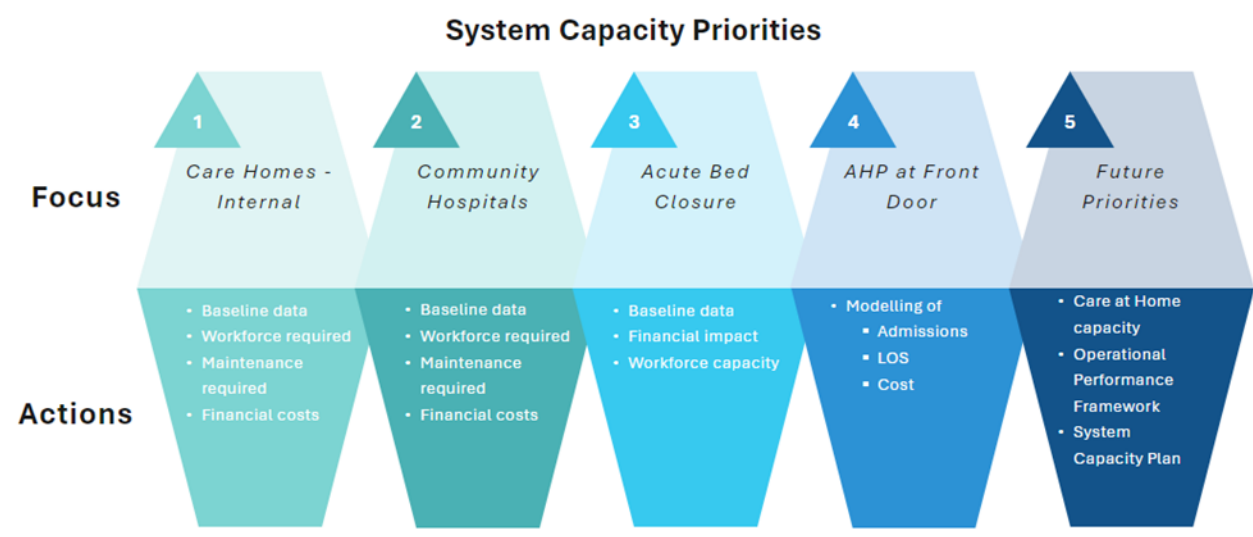 System Capacity Priorities
1
2
3
4
5
Focus
Care Homes -
Internal
Community
Hospitals
Acute Bed
Closure
AHP at Front
Door
Future
Priorities
Actions
• Baseline data
• Workforce required
• Maintenance
required
• Financial costs
• Baseline data
• Workforce required
• Maintenance
required
• Financial costs
• Baseline data
• Financial impact
• Workforce capacity
• Modelling of
▪ Admissions
▪ LOS
▪ Cost
• Care at Home
capacity
• Operational
Performance
Framework
• System
Capacity Plan